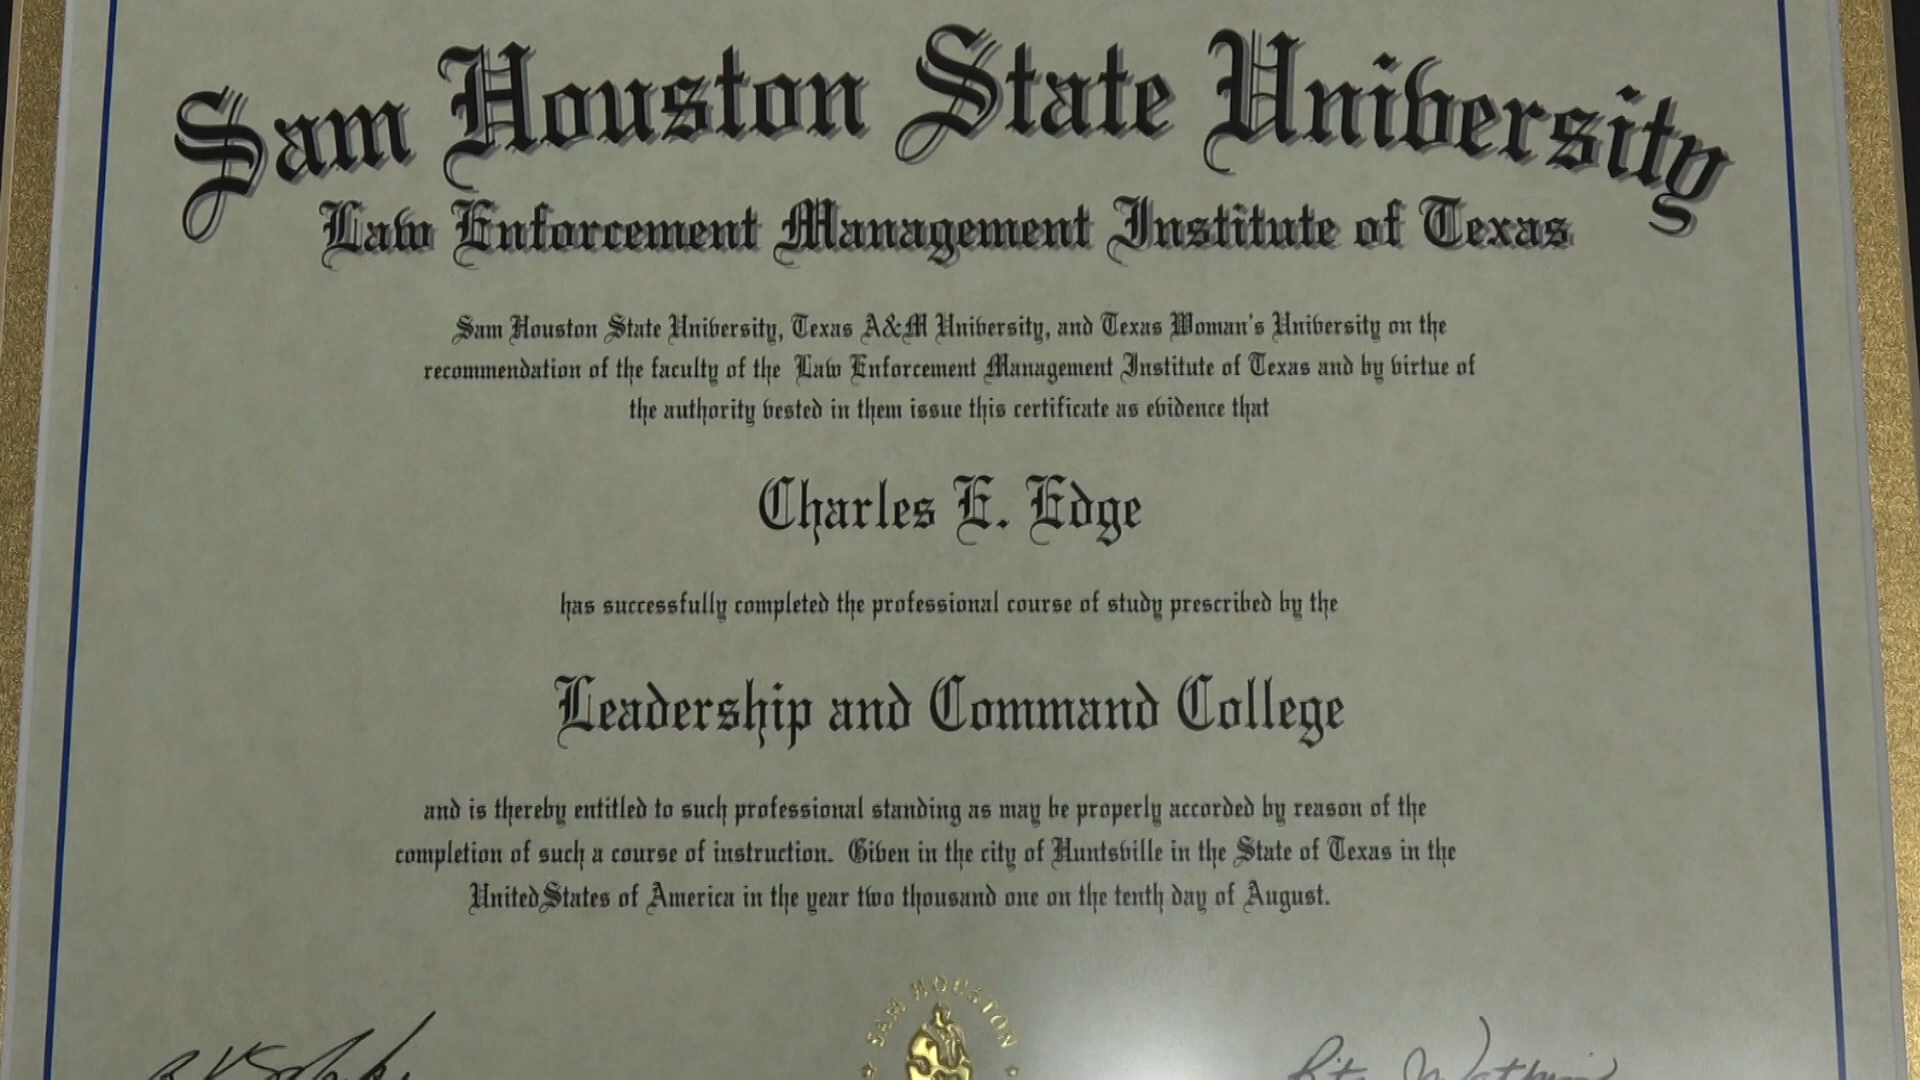 Sam Houston State University
Law Enforcement Management Institute of Texas
Sam Houston State University, Texas A&M University, and Texas Woman's University on the
recommendation of the faculty of the Law Enforcement Management Institute of Texas and by virtue of
the authority vested in them issue this certificate as evidence that
Charles E. Edge
has successfully completed the professional course of study prescribed by the
Leadership and Command College
and is thereby entitled to such professional standing as may be properly accorded by reason of the
completion of such a course of instruction. Given in the city of Huntsville in the State of Texas in the
United States of America in the year two thousand one on the tenth day of August.
SAM HOUSTON
Rita Watkins